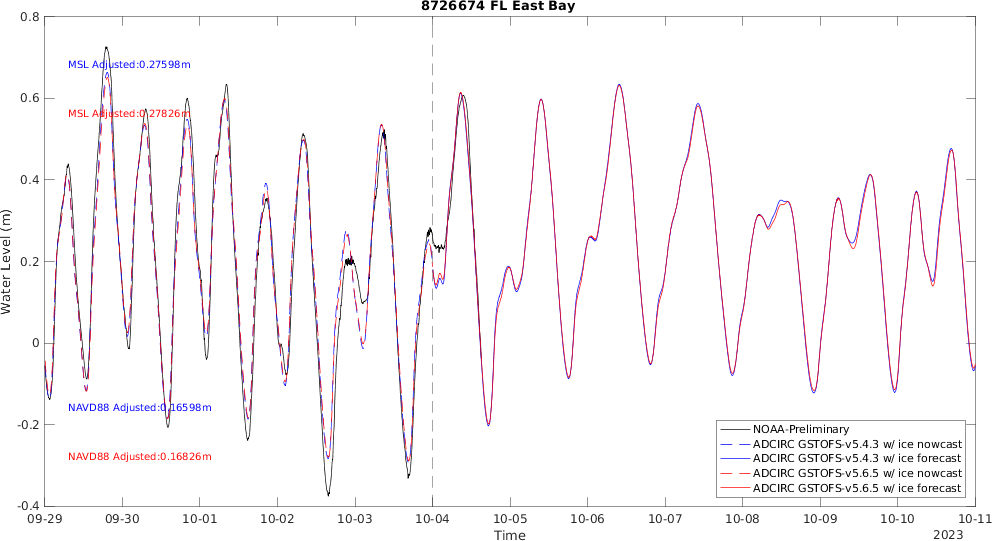 8726674 FL East Bay
0.8
0.6
0.4
0.2
0
-0.2
-0.4
Water Level (m)
MSL Adjusted:0.27598m
MSL Adjusted:0.27826m
NAVD88 Adjusted:0.16598m
NAVD88 Adjusted:0.16826m
NOAA-Preliminary
ADCIRC GSTOFS-v5.4.3 w/ ice nowcast
ADCIRC GSTOFS-v5.4.3 w/ ice forecast
ADCIRC GSTOFS-v5.6.5 w/ ice nowcast
ADCIRC GSTOFS-v5.6.5 w/ ice forecast
09-29 09-30 10-01 10-02 10-03 10-04 10-05 10-06 10-07 10-08 10-09 10-10 10-11
Time
2023